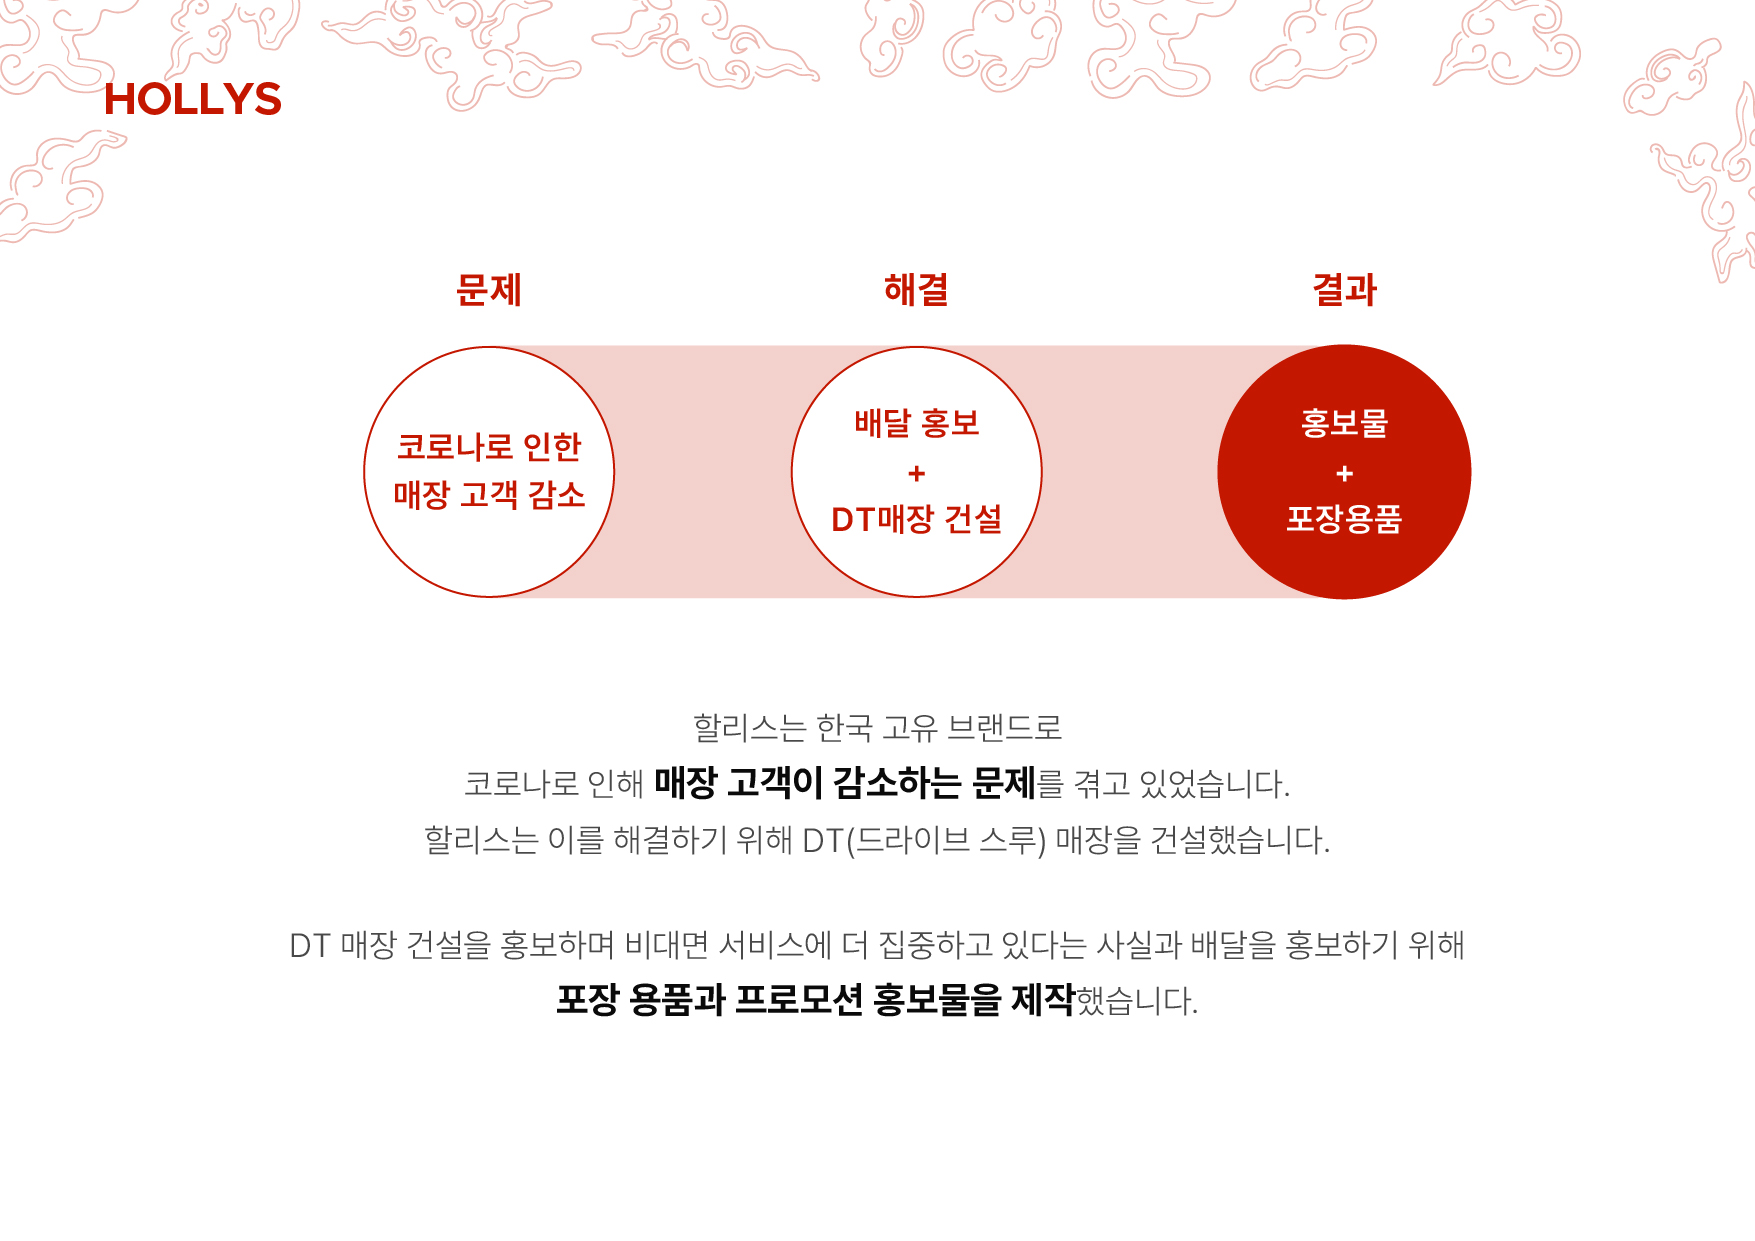 HOLLYS
문제
해결
결과
코로나로 인한
매장 고객 감소
배달 홍보
+
DT매장 건설
홍보물
+
포장용품
할리스는 한국 고유 브랜드로
코로나로 인해 매장 고객이 감소하는 문제를 겪고 있었습니다.
할리스는 이를 해결하기 위해 DT(드라이브 스루) 매장을 건설했습니다.
DT 매장 건설을 홍보하며 비대면 서비스에 더 집중하고 있다는 사실과 배달을 홍보하기 위해
포장 용품과 프로모션 홍보물을 제작했습니다.